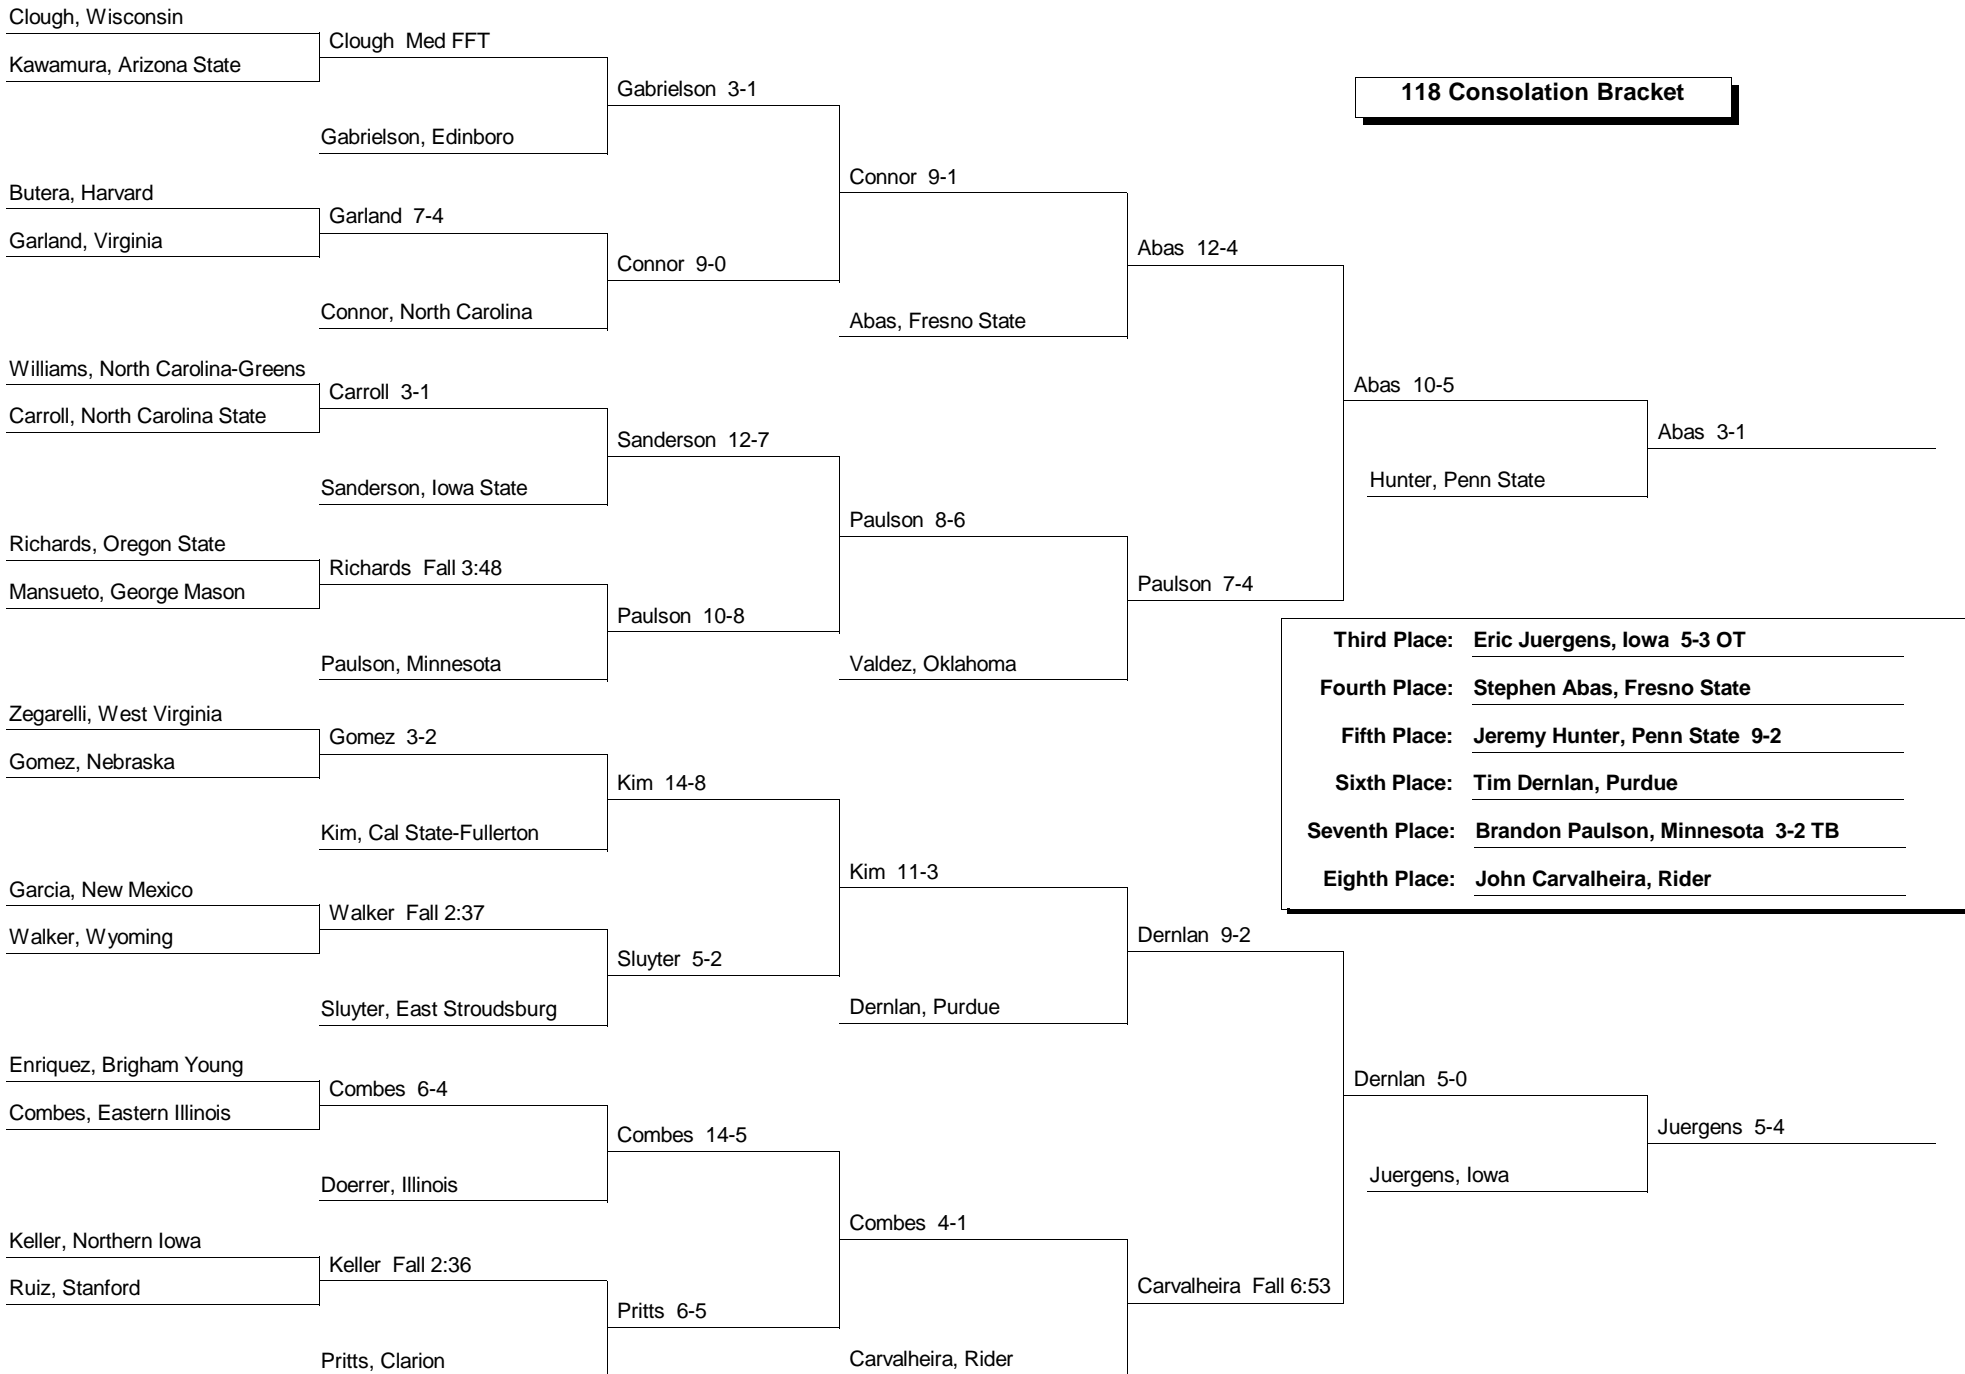 Clough, Wisconsin
Clough Med FFT
Kawamura, Arizona State
Gabrielson 3-1
118 Consolation Bracket
Gabrielson, Edinboro
Connor 9-1
Butera, Harvard
Garland 7-4
Garland, Virginia
Abas 12-4
Connor 9-0
Connor, North Carolina
Abas, Fresno State
Williams, North Carolina-Greens
Carroll 3-1
Abas 10-5
Carroll, North Carolina State
Sanderson 12-7
Abas 3-1
Sanderson, Iowa State
Hunter, Penn State
Paulson 8-6
Richards, Oregon State
Richards Fall 3:48
Mansueto, George Mason
Paulson 7-4
Paulson 10-8
Paulson, Minnesota
Valdez, Oklahoma
Third Place: Eric Juergens, Iowa 5-3 OT
Fourth Place: Stephen Abas, Fresno State
Fifth Place: Jeremy Hunter, Penn State 9-2
Sixth Place: Tim Dernlan, Purdue
Seventh Place: Brandon Paulson, Minnesota 3-2 TB
Eighth Place: John Carvalheira, Rider
Zegarelli, West Virginia
Gomez 3-2
Gomez, Nebraska
Kim 14-8
Kim, Cal State-Fullerton
Kim 11-3
Garcia, New Mexico
Walker Fall 2:37
Walker, Wyoming
Dernlan 9-2
Sluyter 5-2
Sluyter, East Stroudsburg
Dernlan, Purdue
Enriquez, Brigham Young
Combes 6-4
Dernlan 5-0
Combes, Eastern Illinois
Combes 14-5
Juergens 5-4
Doerrer, Illinois
Juergens, Iowa
Combes 4-1
Keller, Northern Iowa
Keller Fall 2:36
Ruiz, Stanford
Carvalheira Fall 6:53
Pritts 6-5
Pritts, Clarion
Carvalheira, Rider